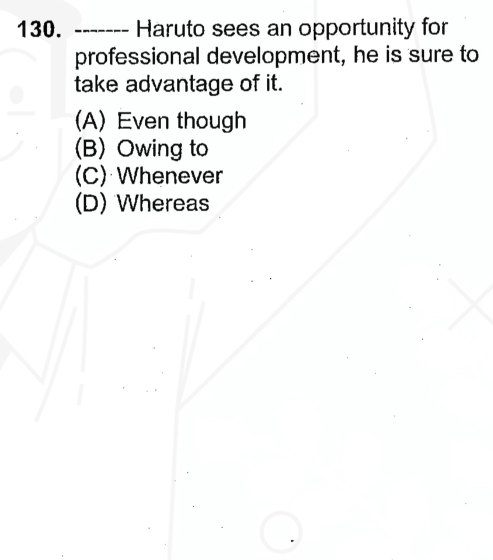 130. ------- Haruto sees an opportunity for
professional development, he is sure to
take advantage of it.
(A) Even though
(B) Owing to
(C) Whenever
(D) Whereas